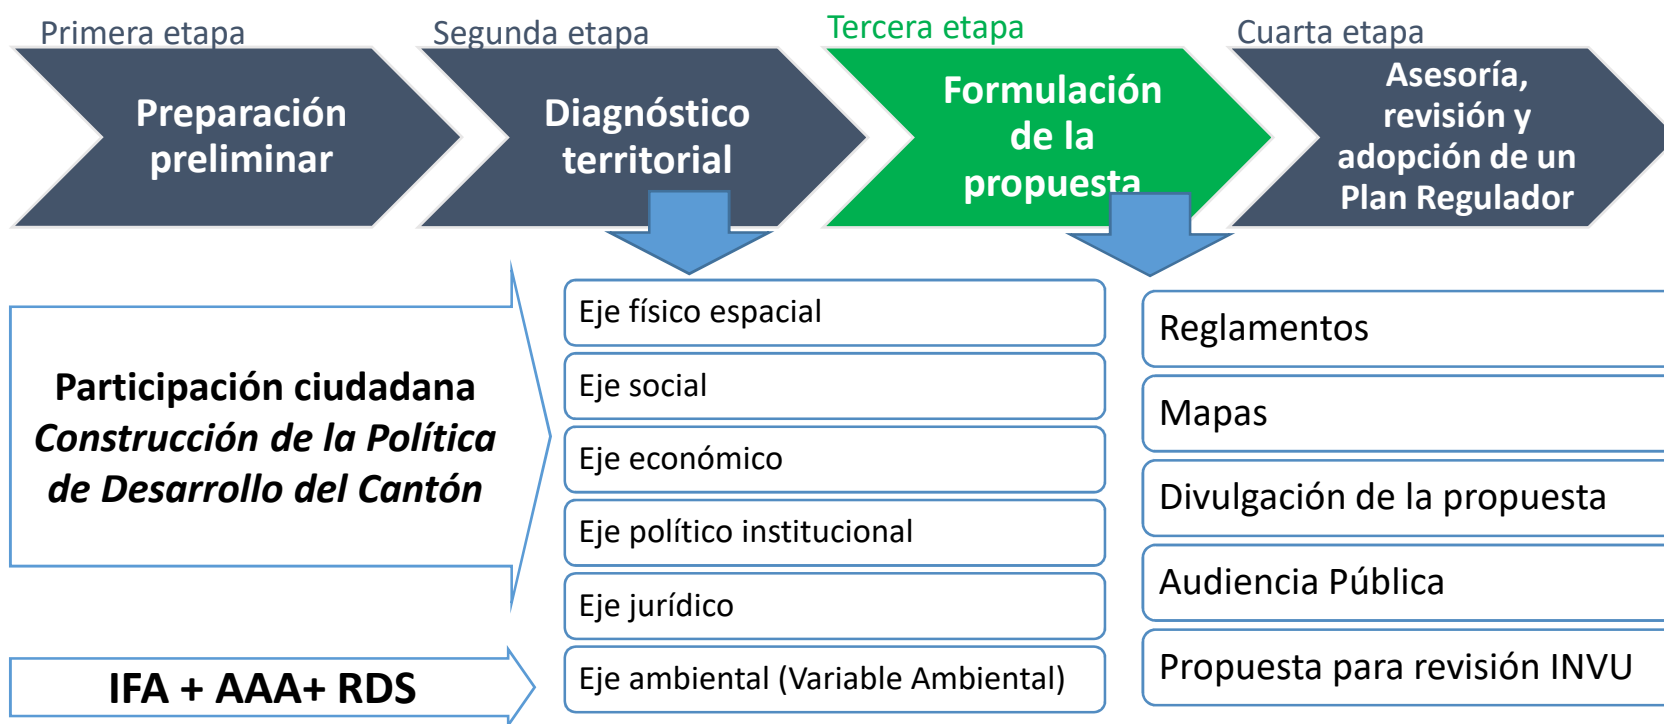 Primera etapa
Segunda etapa
Tercera etapa
Cuarta etapa
Preparación
preliminar
Diagnóstico
territorial
Formulación
de la
propuesta
Asesoría,
revisión y
adopción de un
Plan Regulador
Participación ciudadana
Construcción de la Política
de Desarrollo del Cantón
IFA + AAA+ RDS
Eje físico espacial
Eje social
Eje económico
Eje político institucional
Eje jurídico
Eje ambiental (Variable Ambiental)
Reglamentos
Mapas
Divulgación de la propuesta
Audiencia Pública
Propuesta para revisión INVU